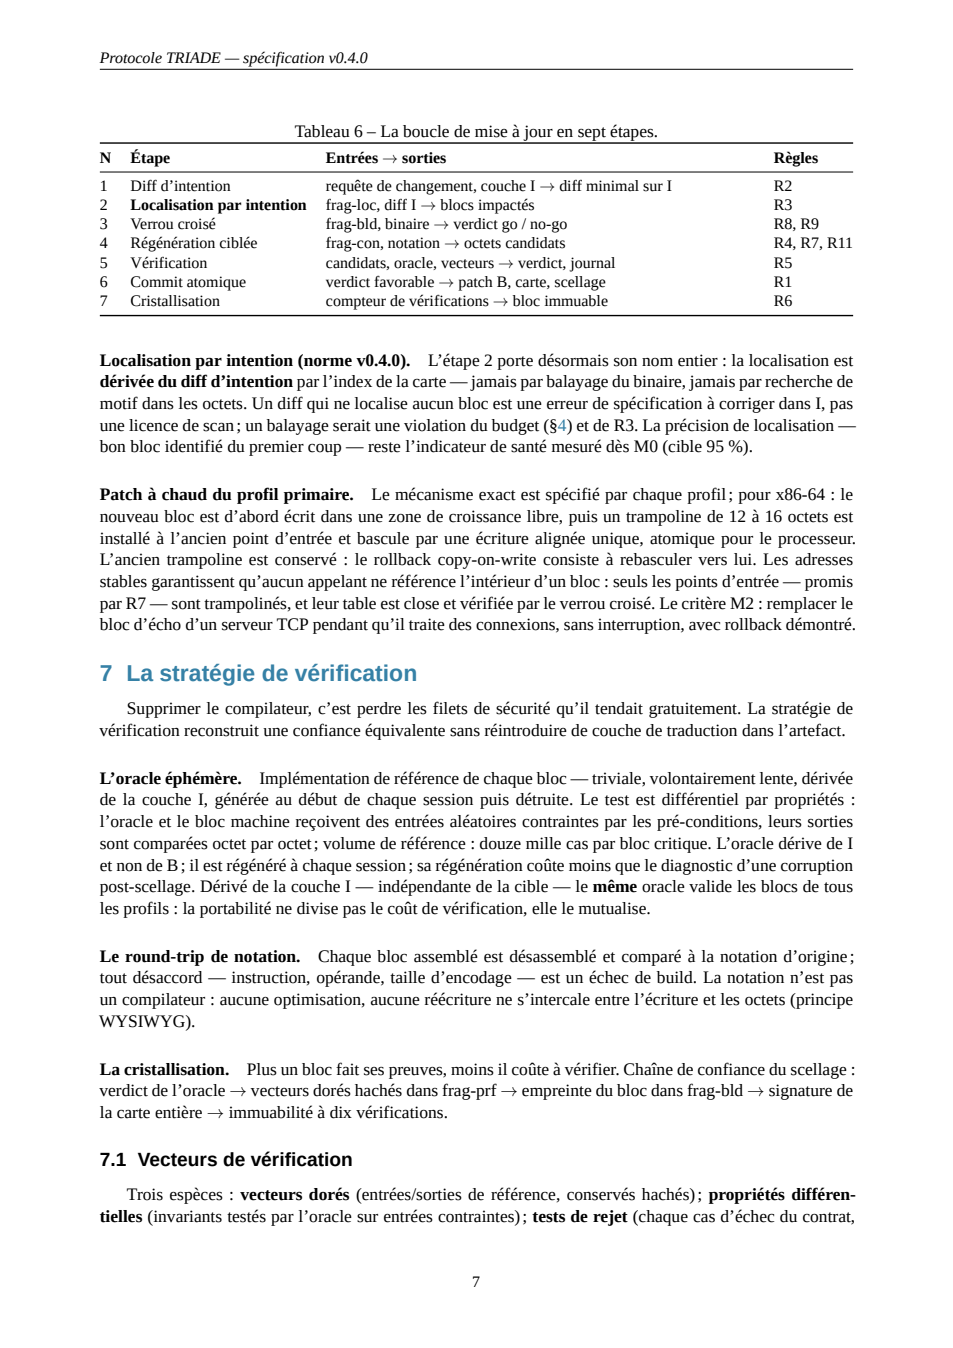 Protocole TRIADE — spécification v0.4.0
Tableau 6 – La boucle de mise à jour en sept étapes.
N Étape Entrées → sorties Règles
1 Diff d’intention requête de changement, couche I → diff minimal sur I R2
2 Localisation par intention frag-loc, diff I → blocs impactés R3
3 Verrou croisé frag-bld, binaire → verdict go / no-go R8, R9
4 Régénération ciblée frag-con, notation → octets candidats R4, R7, R11
5 Vérification candidats, oracle, vecteurs → verdict, journal R5
6 Commit atomique verdict favorable → patch B, carte, scellage R1
7 Cristallisation compteur de vérifications → bloc immuable R6
Localisation par intention (norme v0.4.0). L’étape 2 porte désormais son nom entier : la localisation est
dérivée du diff d’intention par l’index de la carte — jamais par balayage du binaire, jamais par recherche de
motif dans les octets. Un diff qui ne localise aucun bloc est une erreur de spécification à corriger dans I, pas
une licence de scan ; un balayage serait une violation du budget (§4) et de R3. La précision de localisation —
bon bloc identifié du premier coup — reste l’indicateur de santé mesuré dès M0 (cible 95 %).
Patch à chaud du profil primaire. Le mécanisme exact est spécifié par chaque profil ; pour x86-64 : le
nouveau bloc est d’abord écrit dans une zone de croissance libre, puis un trampoline de 12 à 16 octets est
installé à l’ancien point d’entrée et bascule par une écriture alignée unique, atomique pour le processeur.
L’ancien trampoline est conservé : le rollback copy-on-write consiste à rebasculer vers lui. Les adresses
stables garantissent qu’aucun appelant ne référence l’intérieur d’un bloc : seuls les points d’entrée — promis
par R7 — sont trampolinés, et leur table est close et vérifiée par le verrou croisé. Le critère M2 : remplacer le
bloc d’écho d’un serveur TCP pendant qu’il traite des connexions, sans interruption, avec rollback démontré.
7 La stratégie de vérification
Supprimer le compilateur, c’est perdre les filets de sécurité qu’il tendait gratuitement. La stratégie de
vérification reconstruit une confiance équivalente sans réintroduire de couche de traduction dans l’artefact.
L’oracle éphémère. Implémentation de référence de chaque bloc — triviale, volontairement lente, dérivée
de la couche I, générée au début de chaque session puis détruite. Le test est différentiel par propriétés :
l’oracle et le bloc machine reçoivent des entrées aléatoires contraintes par les pré-conditions, leurs sorties
sont comparées octet par octet ; volume de référence : douze mille cas par bloc critique. L’oracle dérive de I
et non de B ; il est régénéré à chaque session ; sa régénération coûte moins que le diagnostic d’une corruption
post-scellage. Dérivé de la couche I — indépendante de la cible — le même oracle valide les blocs de tous
les profils : la portabilité ne divise pas le coût de vérification, elle le mutualise.
Le round-trip de notation. Chaque bloc assemblé est désassemblé et comparé à la notation d’origine ;
tout désaccord — instruction, opérande, taille d’encodage — est un échec de build. La notation n’est pas
un compilateur : aucune optimisation, aucune réécriture ne s’intercale entre l’écriture et les octets (principe
WYSIWYG).
La cristallisation. Plus un bloc fait ses preuves, moins il coûte à vérifier. Chaîne de confiance du scellage :
verdict de l’oracle → vecteurs dorés hachés dans frag-prf → empreinte du bloc dans frag-bld → signature de
la carte entière → immuabilité à dix vérifications.
7.1 Vecteurs de vérification
Trois espèces : vecteurs dorés (entrées/sorties de référence, conservés hachés) ; propriétés différen-
tielles (invariants testés par l’oracle sur entrées contraintes) ; tests de rejet (chaque cas d’échec du contrat,
7